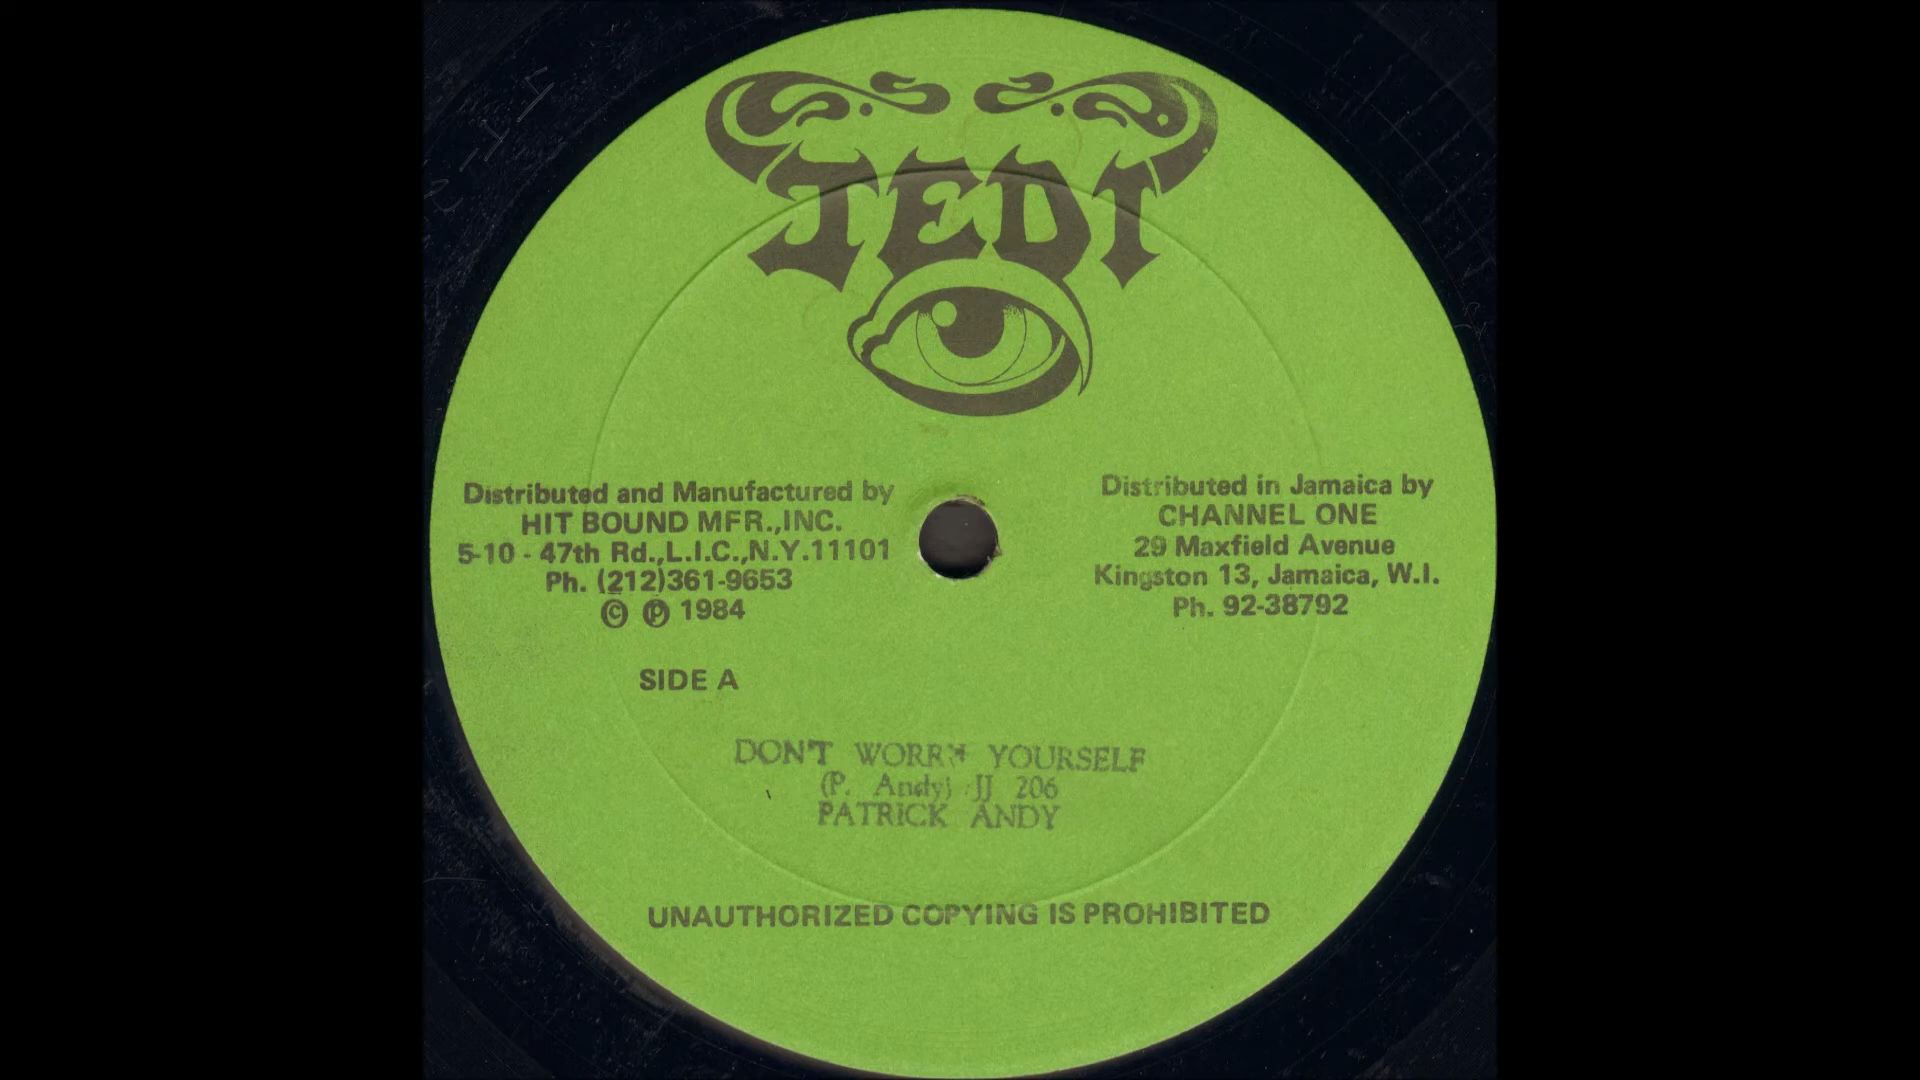 JEDI
Distributed and Manufactured by
HIT BOUND MFR.,INC.
5-10 - 47th Rd.,L.I.C.,N.Y.11101
Ph. (212)361-9653
© ℗ 1984
Distributed in Jamaica by
CHANNEL ONE
29 Maxfield Avenue
Kingston 13, Jamaica, W.I.
Ph. 92-38792
SIDE A
DON'T WORRY YOURSELF
(P. Andy) JJ 206
PATRICK ANDY
UNAUTHORIZED COPYING IS PROHIBITED